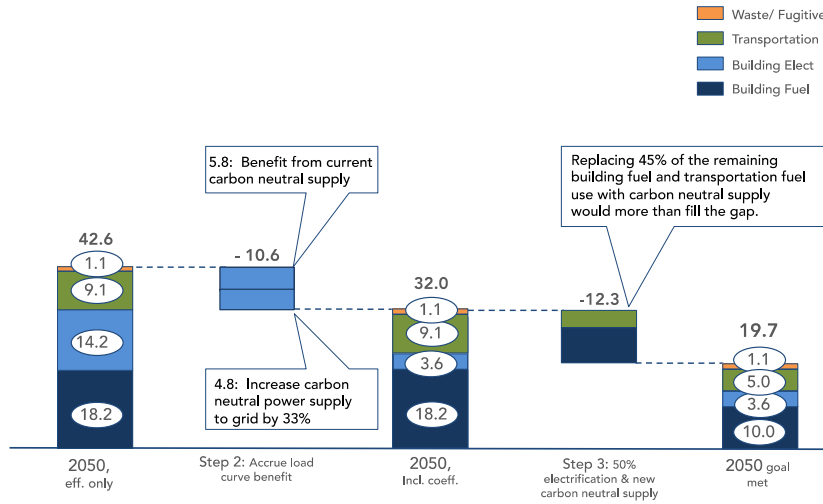 Waste/ Fugitive
Transportation
Building Elect
Building Fuel
5.8: Benefit from current
carbon neutral supply
Replacing 45% of the remaining
building fuel and transportation fuel
use with carbon neutral supply
would more than fill the gap.
42.6
1.1
9.1
14.2
18.2
- 10.6
4.8: Increase carbon
neutral power supply
to grid by 33%
32.0
1.1
9.1
3.6
18.2
-12.3
19.7
1.1
5.0
3.6
10.0
2050,
eff. only
Step 2: Accrue load
curve benefit
2050,
Incl. coeff.
Step 3: 50%
electrification & new
carbon neutral supply
2050 goal
met